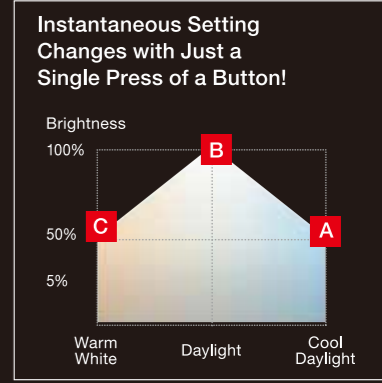 Instantaneous Setting
Changes with Just a
Single Press of a Button!
Brightness
100%
B
C
50%
A
5%
Warm
White
Daylight
Cool
Daylight